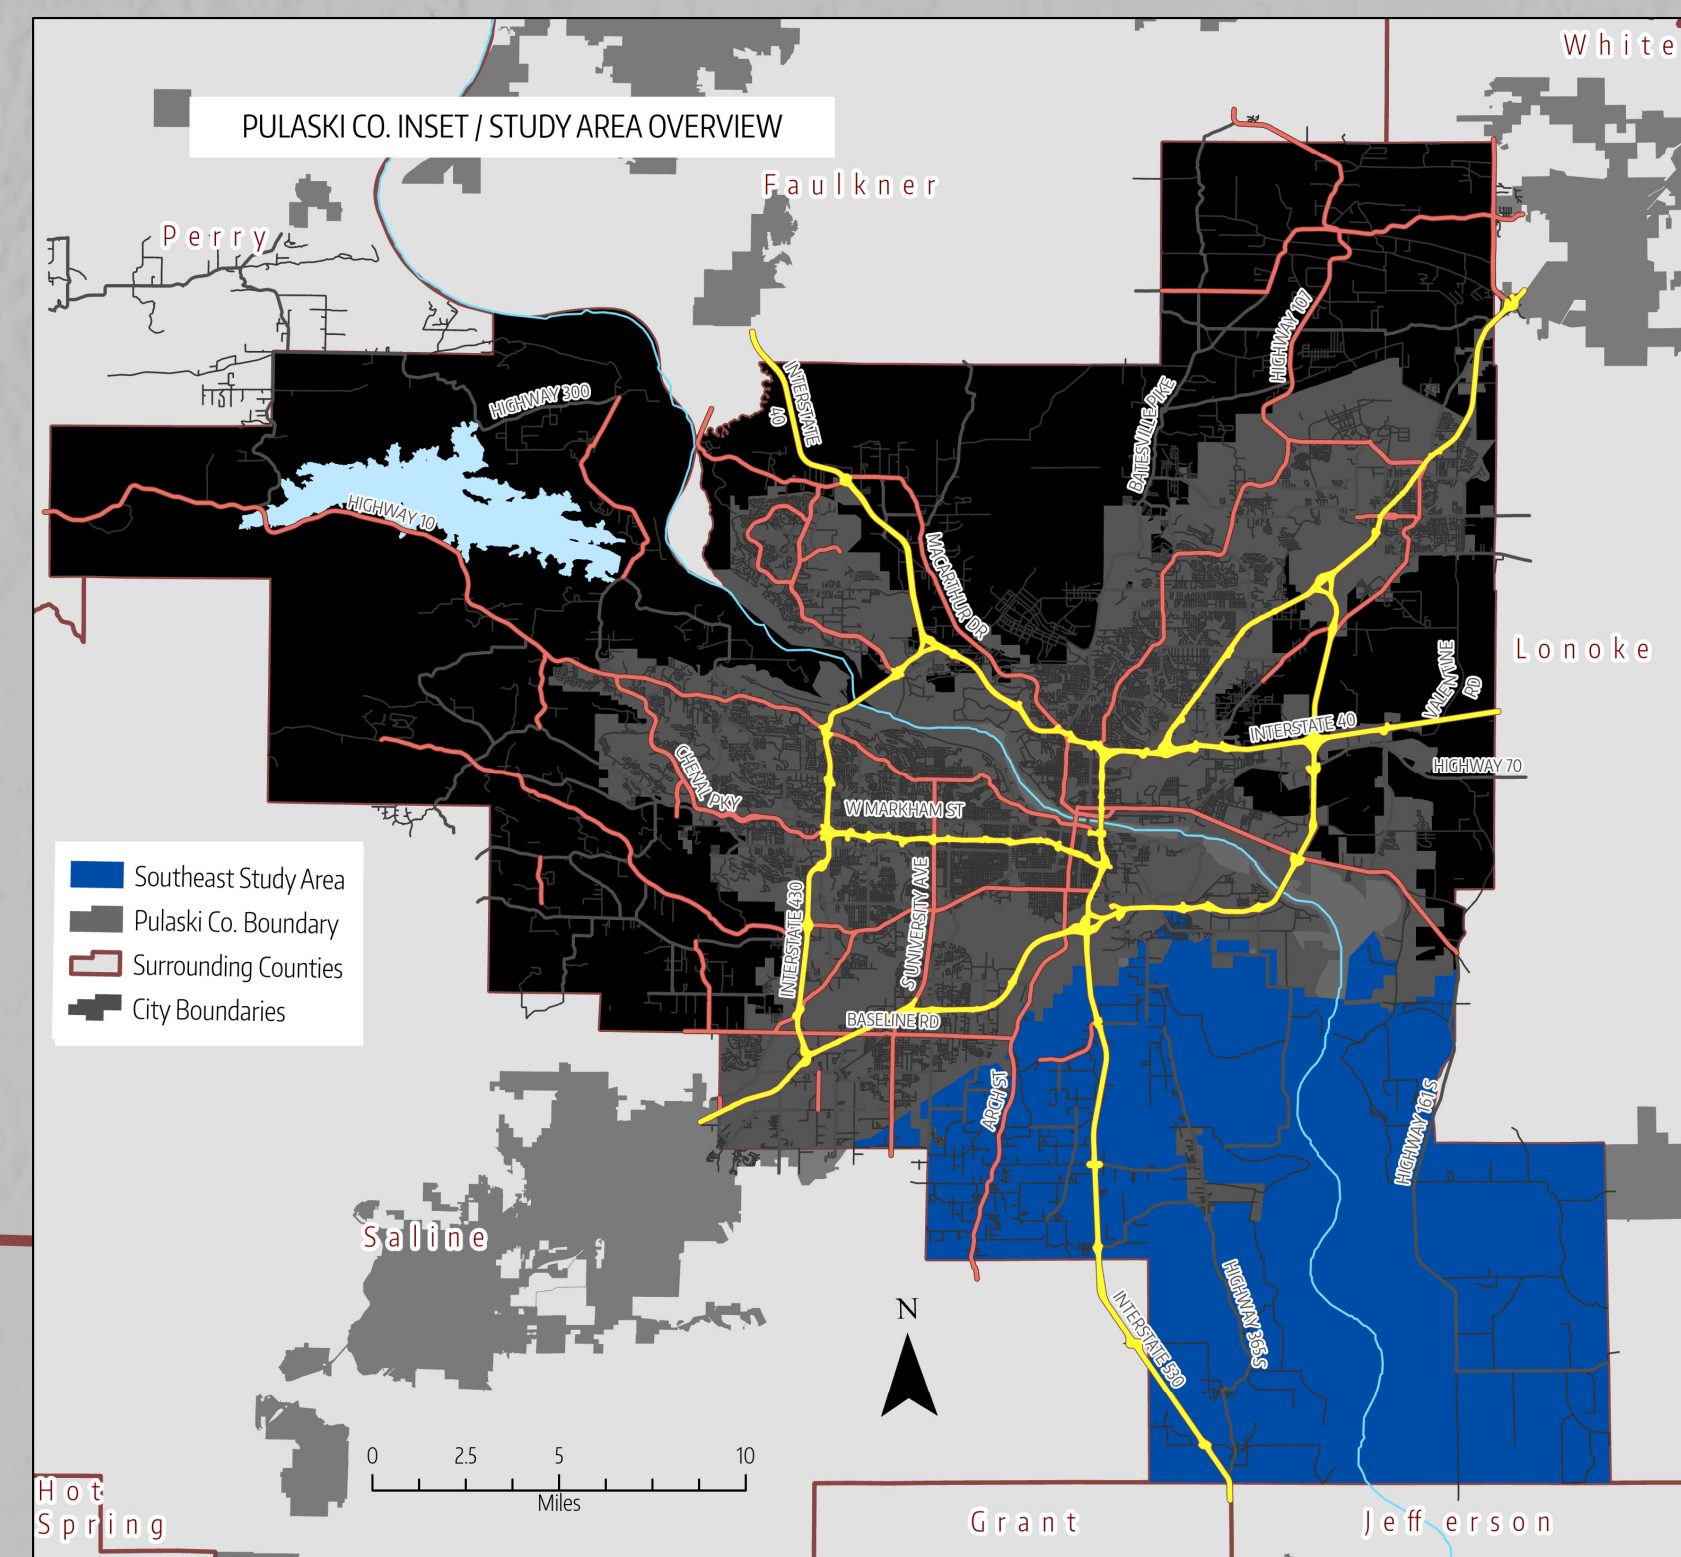 White
PULASKI CO. INSET / STUDY AREA OVERVIEW
Faulkner
Perry
HIGHWAY 107
INTERSTATE
40
HIGHWAY 300
BATESVILLE PIKE
HIGHWAY 10
MACARTHUR DR
Lonoke
VALENTINE
RD
INTERSTATE 40
HIGHWAY 70
CHENAL PKY
W MARKHAM ST
Southeast Study Area
Pulaski Co. Boundary
Surrounding Counties
City Boundaries
INTERSTATE 430
S UNIVERSITY AVE
BASELINE RD
ARCH ST
HIGHWAY 161 S
Saline
HIGHWAY 365 S
INTERSTATE 530
N
0 2.5 5 10
Miles
Hot
Spring
Grant
Jefferson